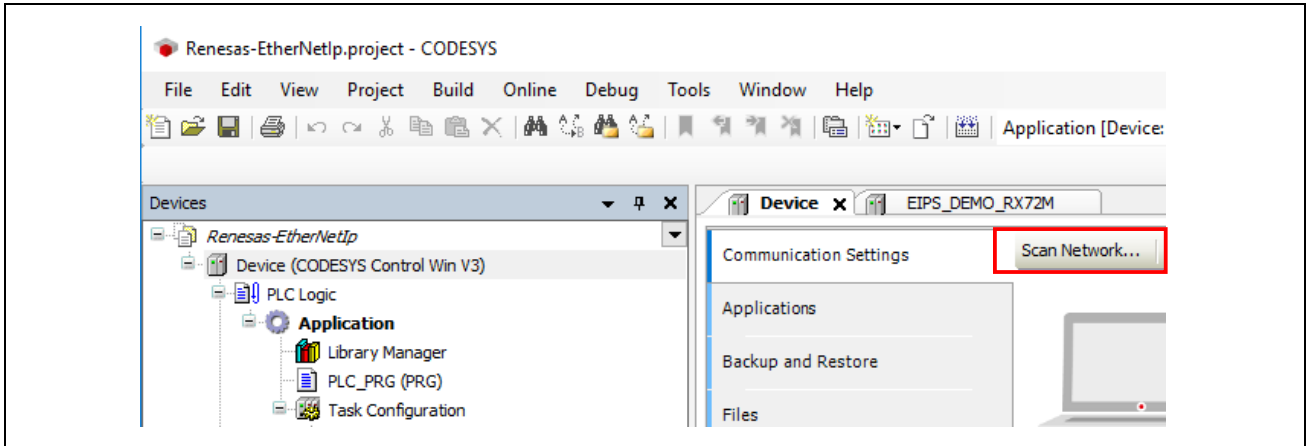 Renesas-EtherNetIp.project - CODESYS
File Edit View Project Build Online Debug Tools Window Help
Application [Device:
Devices
Device
EIPS_DEMO_RX72M
Renesas-EtherNetIp
Device (CODESYS Control Win V3)
PLC Logic
Application
Library Manager
PLC_PRG (PRG)
Task Configuration
Communication Settings
Scan Network...
Applications
Backup and Restore
Files